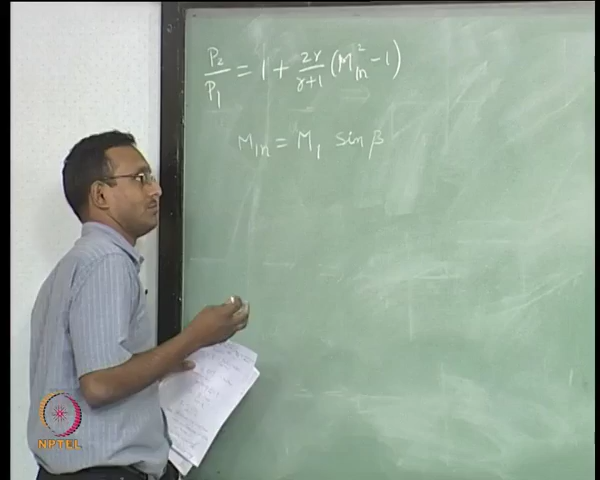 P₂/P₁ = 1 + 2γ/γ+1 (M₁n² - 1)
M₁n = M₁ sin β
NPTEL